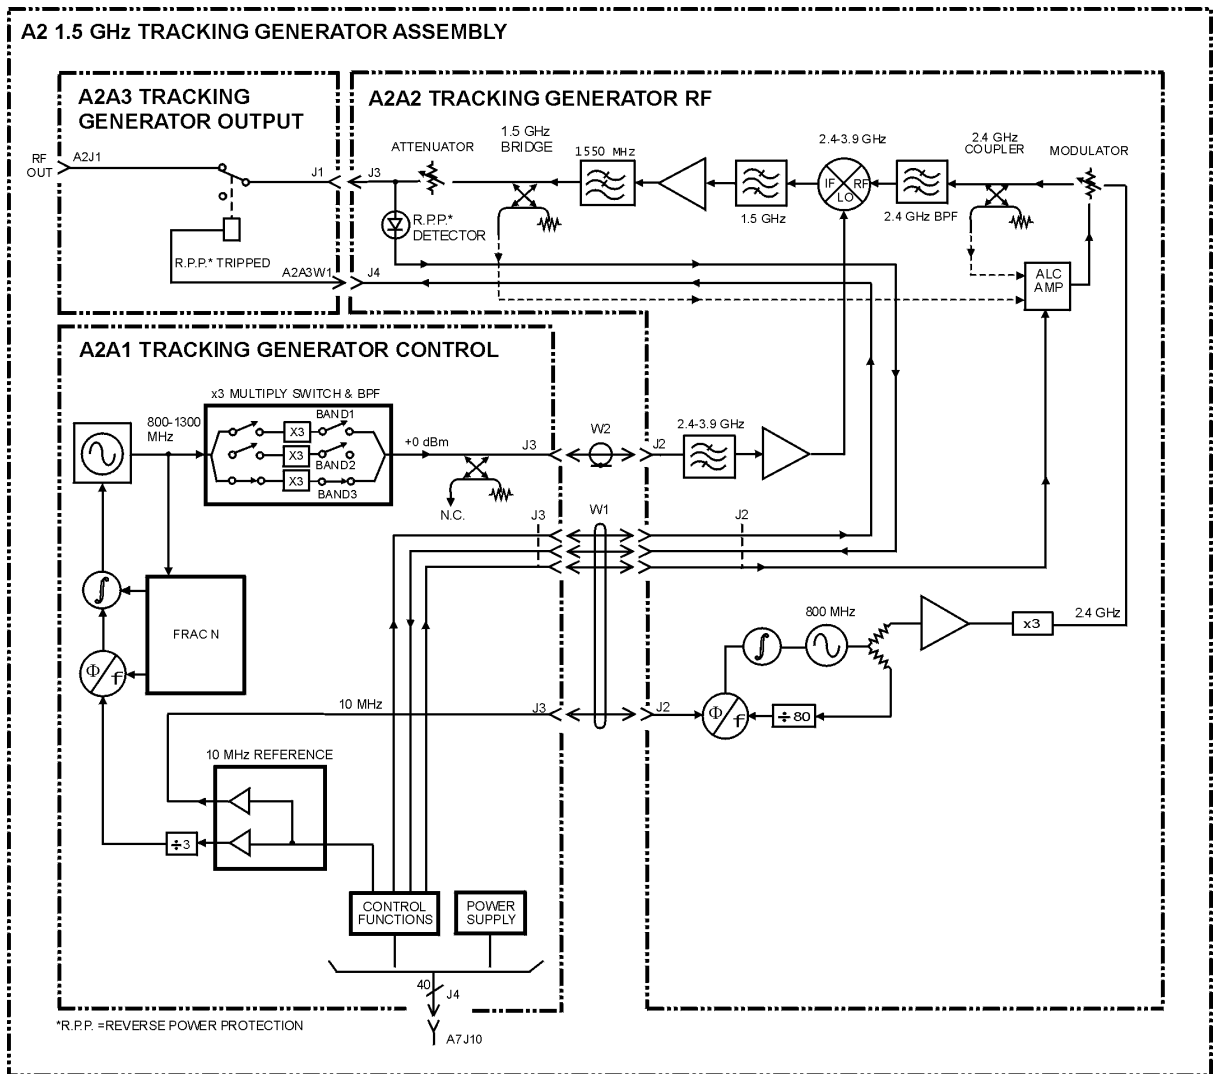 A2 1.5 GHz TRACKING GENERATOR ASSEMBLY
A2A3 TRACKING
GENERATOR OUTPUT
RF
OUT
A2J1
J1
R.P.P.* TRIPPED
A2A3W1
A2A2 TRACKING GENERATOR RF
J3
ATTENUATOR
1.5 GHz
BRIDGE
1550 MHz
1.5 GHz
2.4-3.9 GHz
IF
RF
LO
2.4 GHz BPF
2.4 GHz
COUPLER
MODULATOR
R.P.P.*
DETECTOR
J4
ALC
AMP
A2A1 TRACKING GENERATOR CONTROL
x3 MULTIPLY SWITCH & BPF
800-1300
MHz
BAND1
X3
X3
BAND2
X3
BAND3
+0 dBm
N.C.
J3
W2
J2
2.4-3.9 GHz
J3
W1
J2
∫
FRAC N
Φ
f
10 MHz
J3
J2
800 MHz
∫
x3
2.4 GHz
Φ
f
÷80
10 MHz REFERENCE
÷3
CONTROL
FUNCTIONS
POWER
SUPPLY
40
J4
A7J10
*R.P.P. =REVERSE POWER PROTECTION